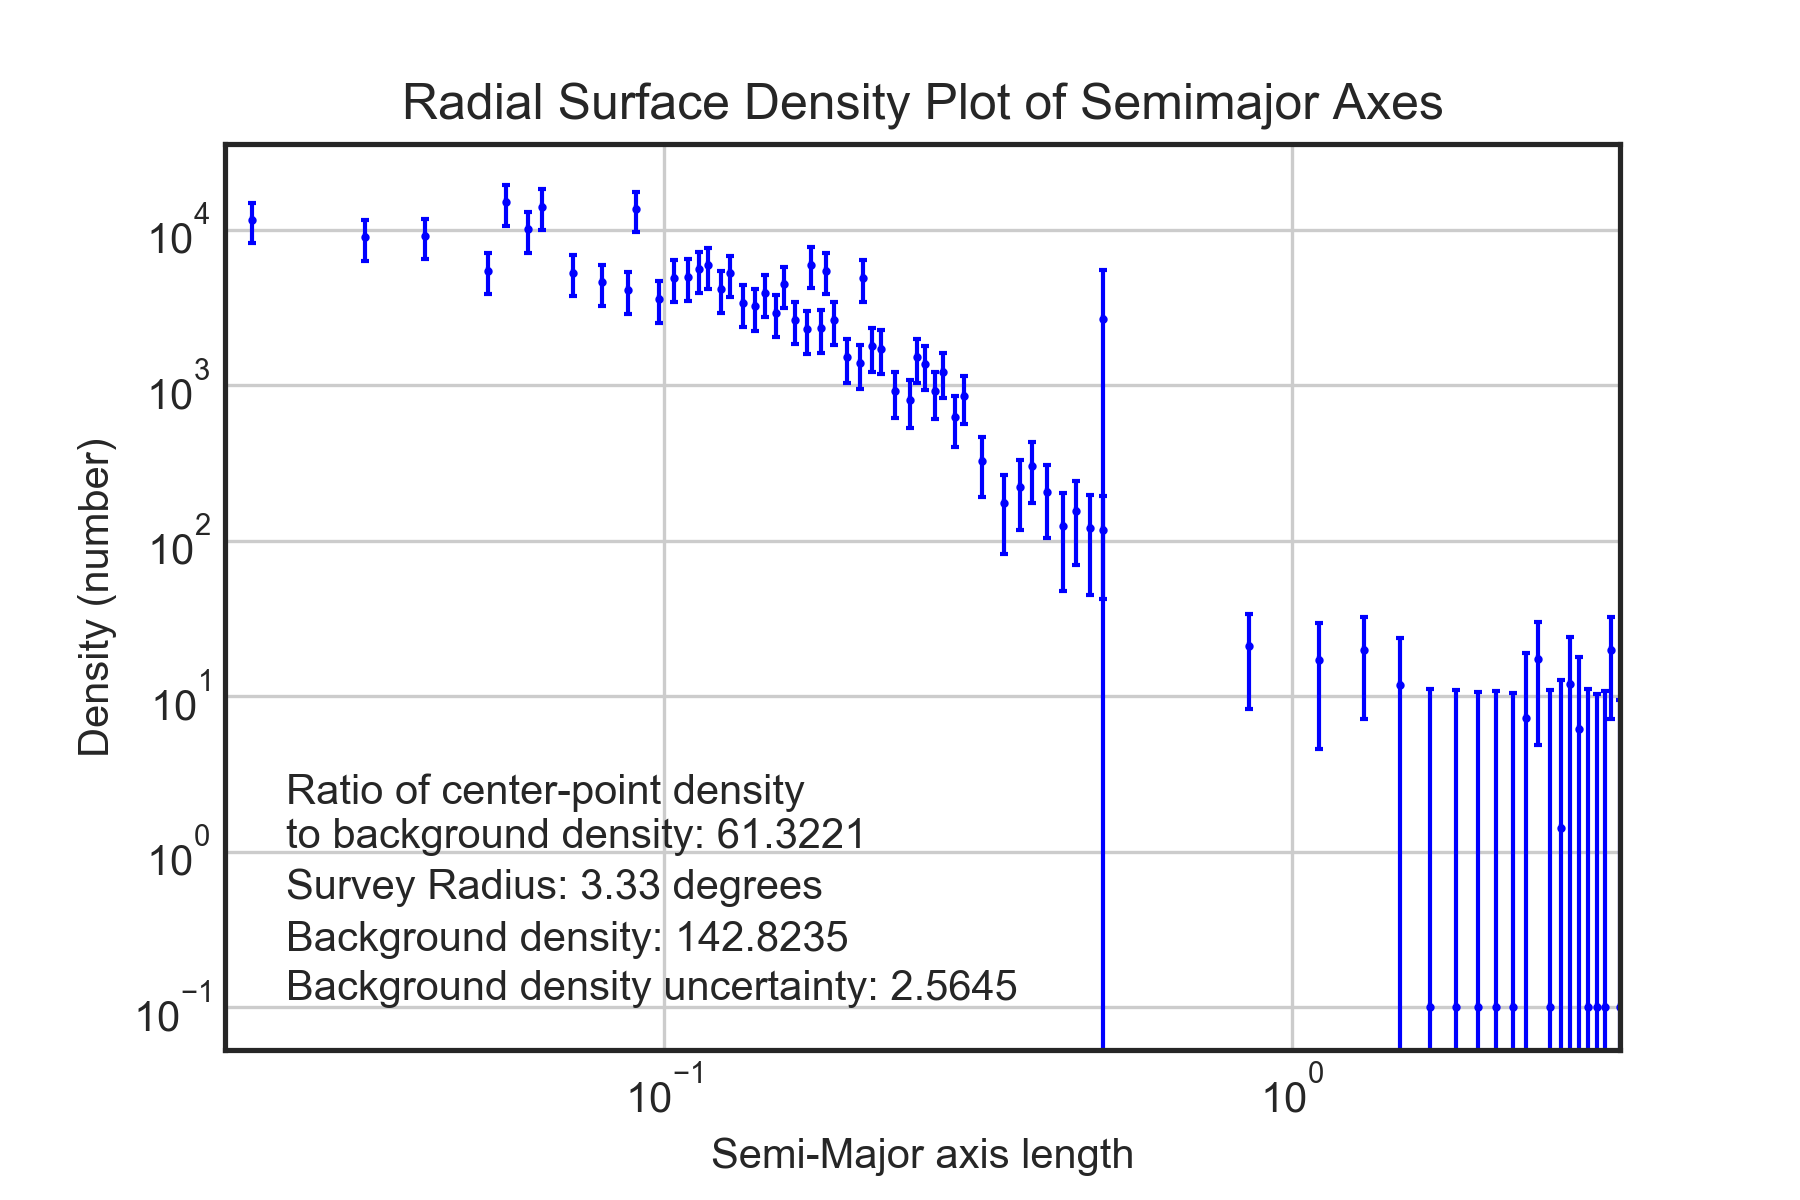 Radial Surface Density Plot of Semimajor Axes
10^4
10^3
10^2
10^1
10^0
10^−1
Density (number)
Ratio of center-point density
to background density: 61.3221
Survey Radius: 3.33 degrees
Background density: 142.8235
Background density uncertainty: 2.5645
10^−1
10^0
Semi-Major axis length